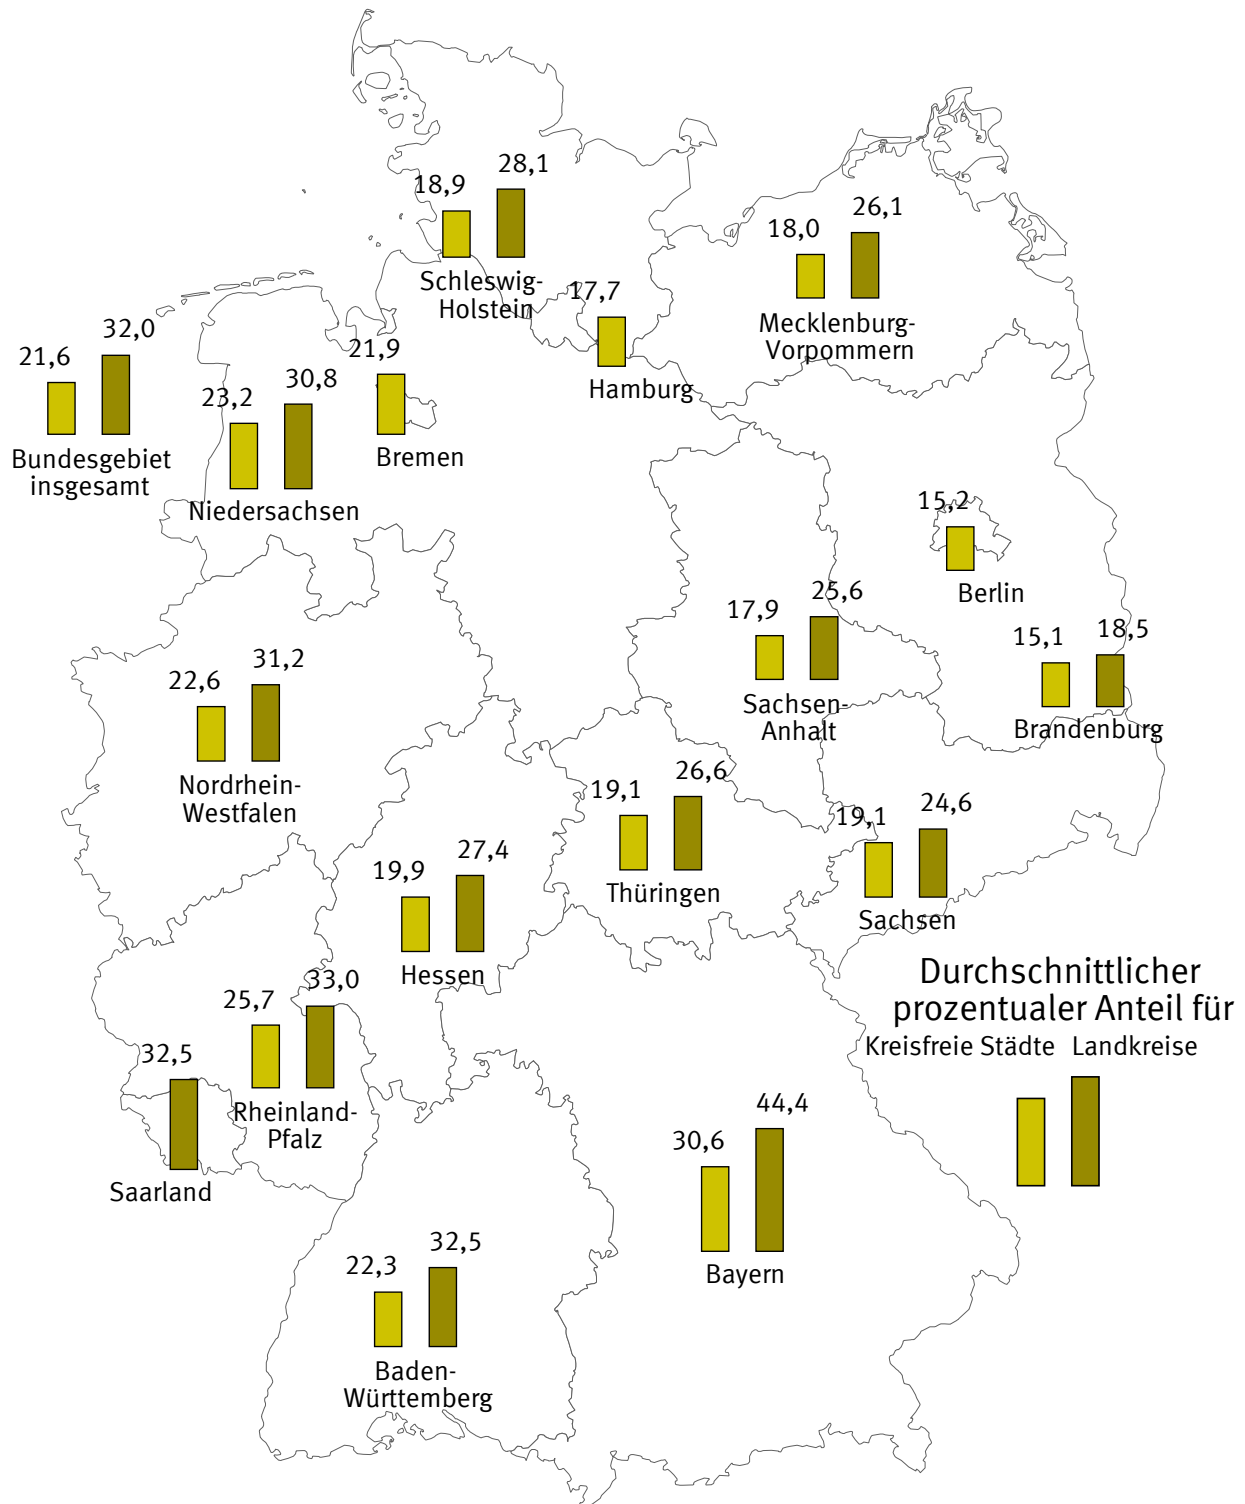 28,1
18,9
Schleswig-
Holstein
26,1
18,0
Mecklenburg-
Vorpommern
17,7
Hamburg
32,0
21,6
Bundesgebiet
insgesamt
30,8
23,2
Niedersachsen
21,9
Bremen
15,2
Berlin
25,6
17,9
Sachsen-
Anhalt
18,5
15,1
Brandenburg
31,2
22,6
Nordrhein-
Westfalen
26,6
19,1
Thüringen
24,6
19,1
Sachsen
27,4
19,9
Hessen
33,0
25,7
Rheinland-
Pfalz
32,5
Saarland
Durchschnittlicher
prozentualer Anteil für
Kreisfreie Städte Landkreise
44,4
30,6
Bayern
32,5
22,3
Baden-
Württemberg